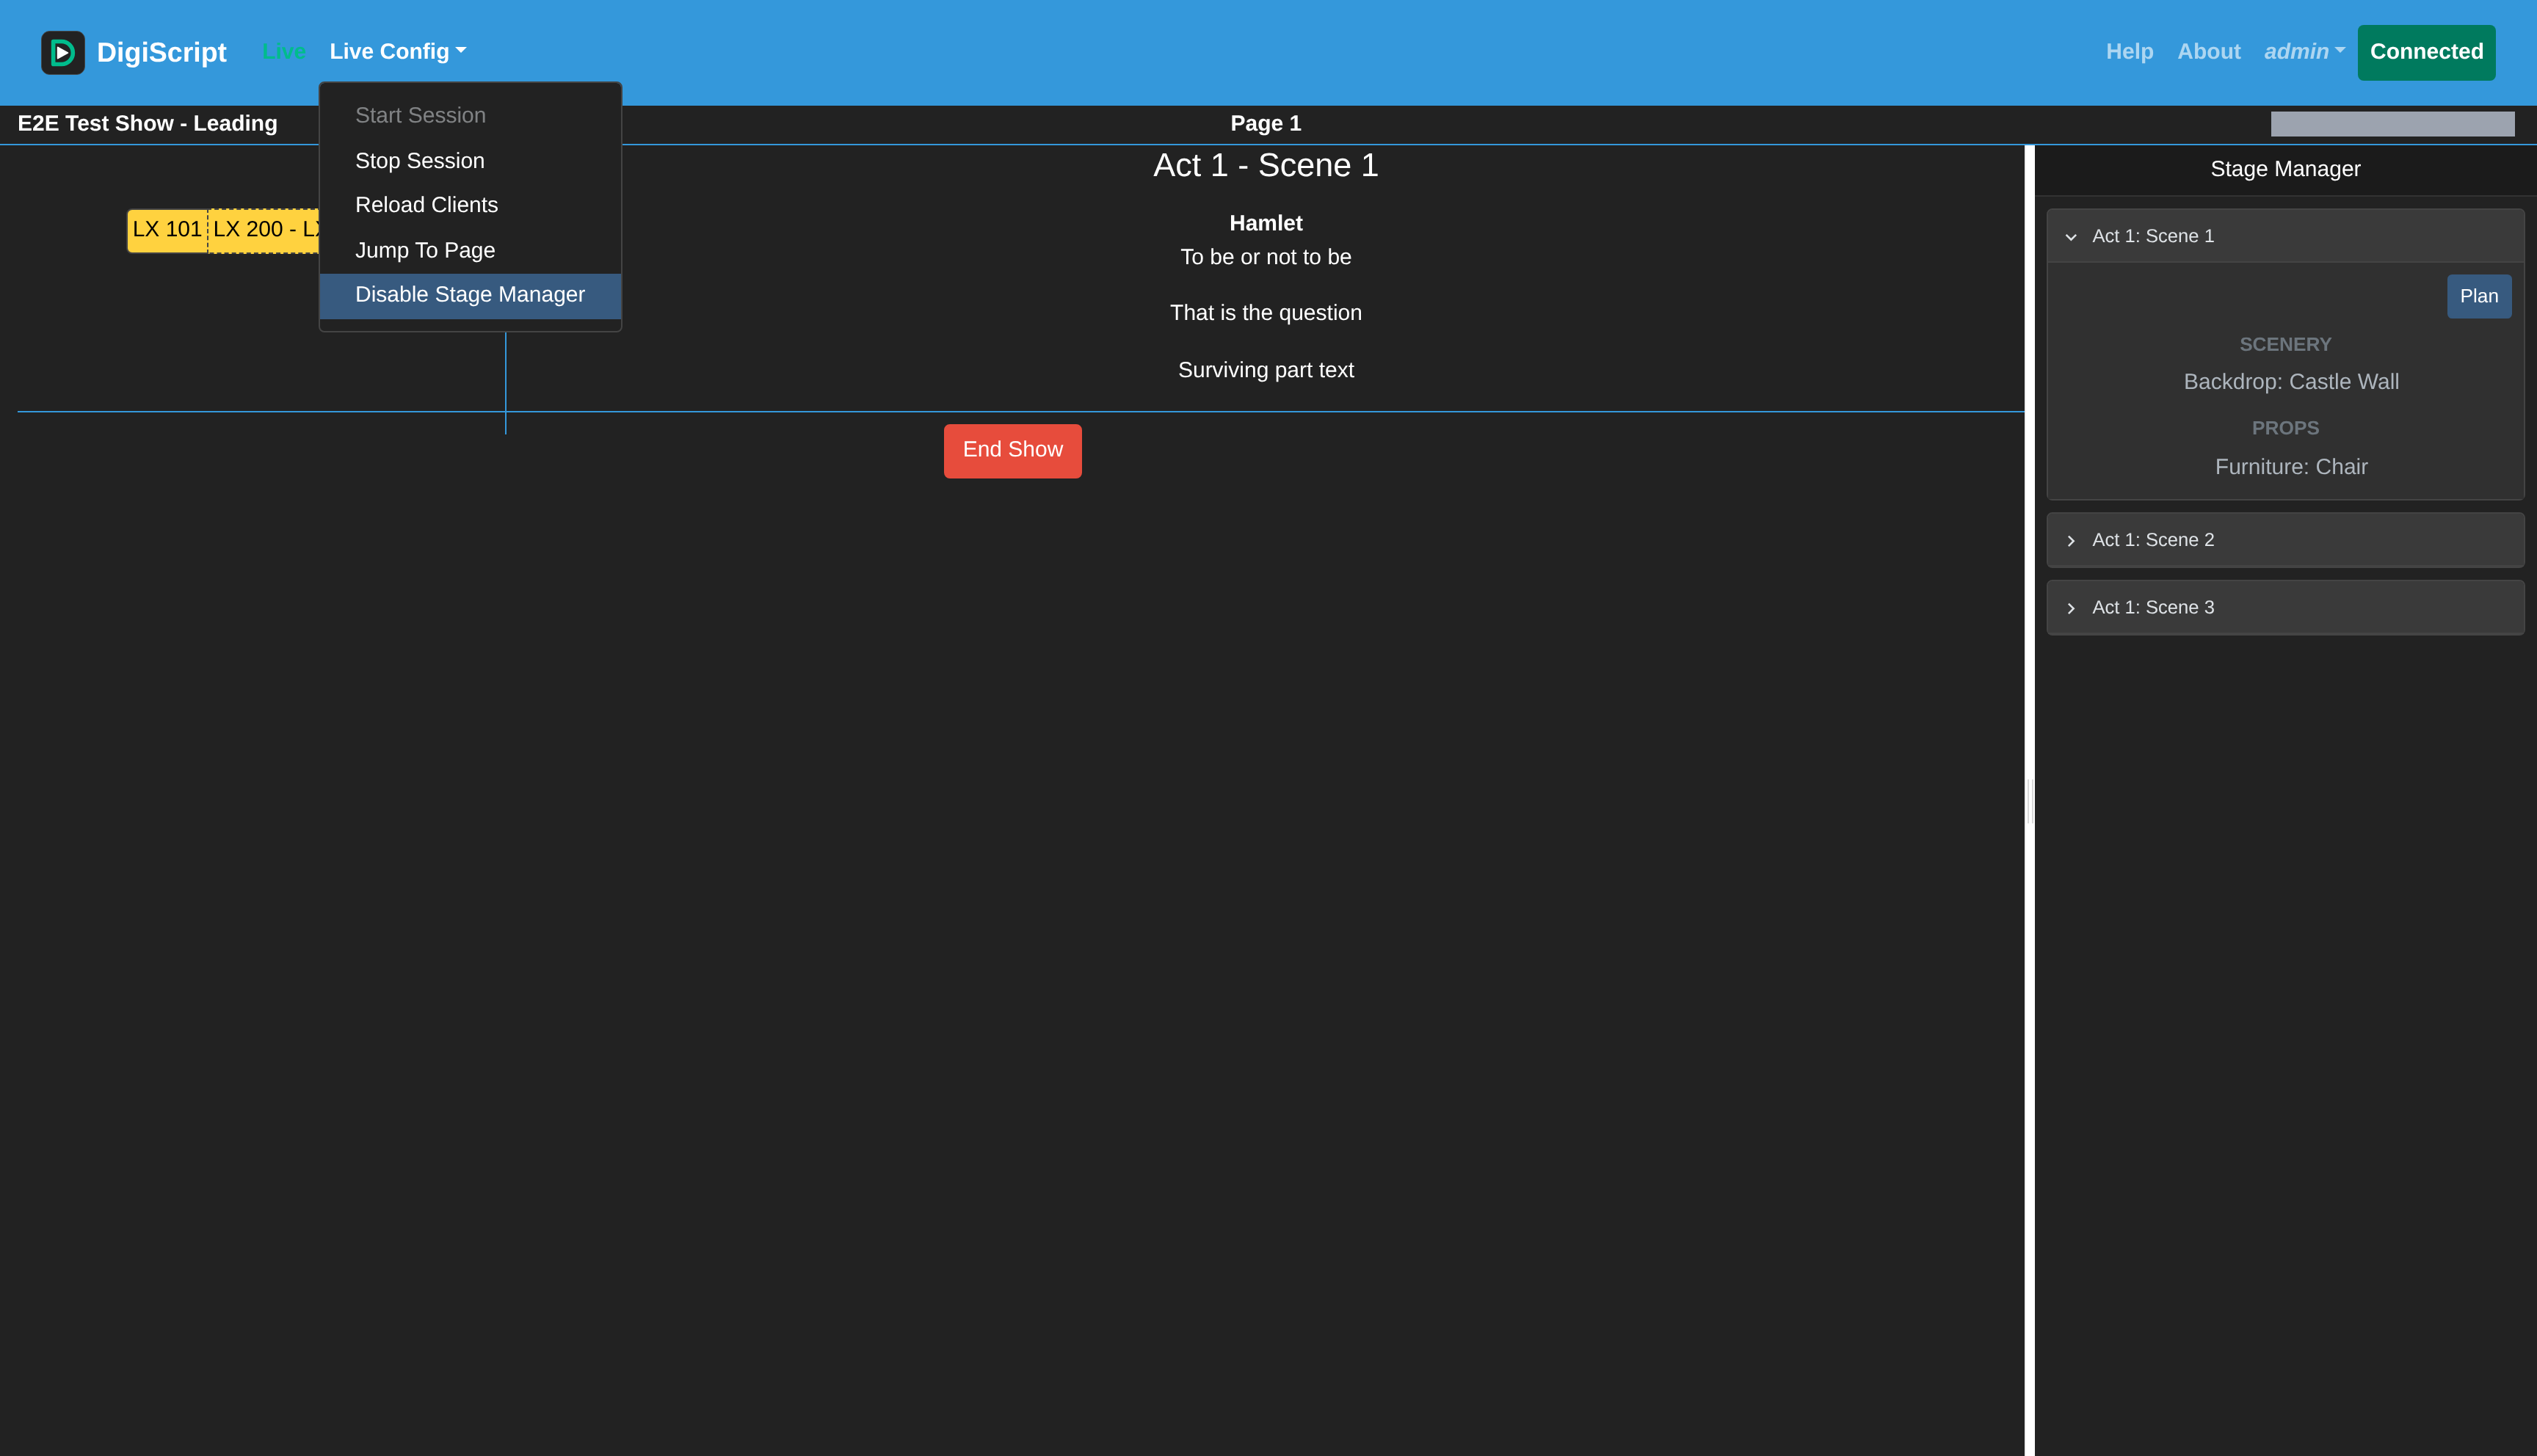 DigiScript
Live
Live Config
Help
About
admin
Connected
E2E Test Show - Leading
Page 1
Start Session
Stop Session
Reload Clients
Jump To Page
Disable Stage Manager
LX 101
LX 200 -
Act 1 - Scene 1
Hamlet
To be or not to be
That is the question
Surviving part text
End Show
Stage Manager
Act 1: Scene 1
Plan
SCENERY
Backdrop: Castle Wall
PROPS
Furniture: Chair
Act 1: Scene 2
Act 1: Scene 3